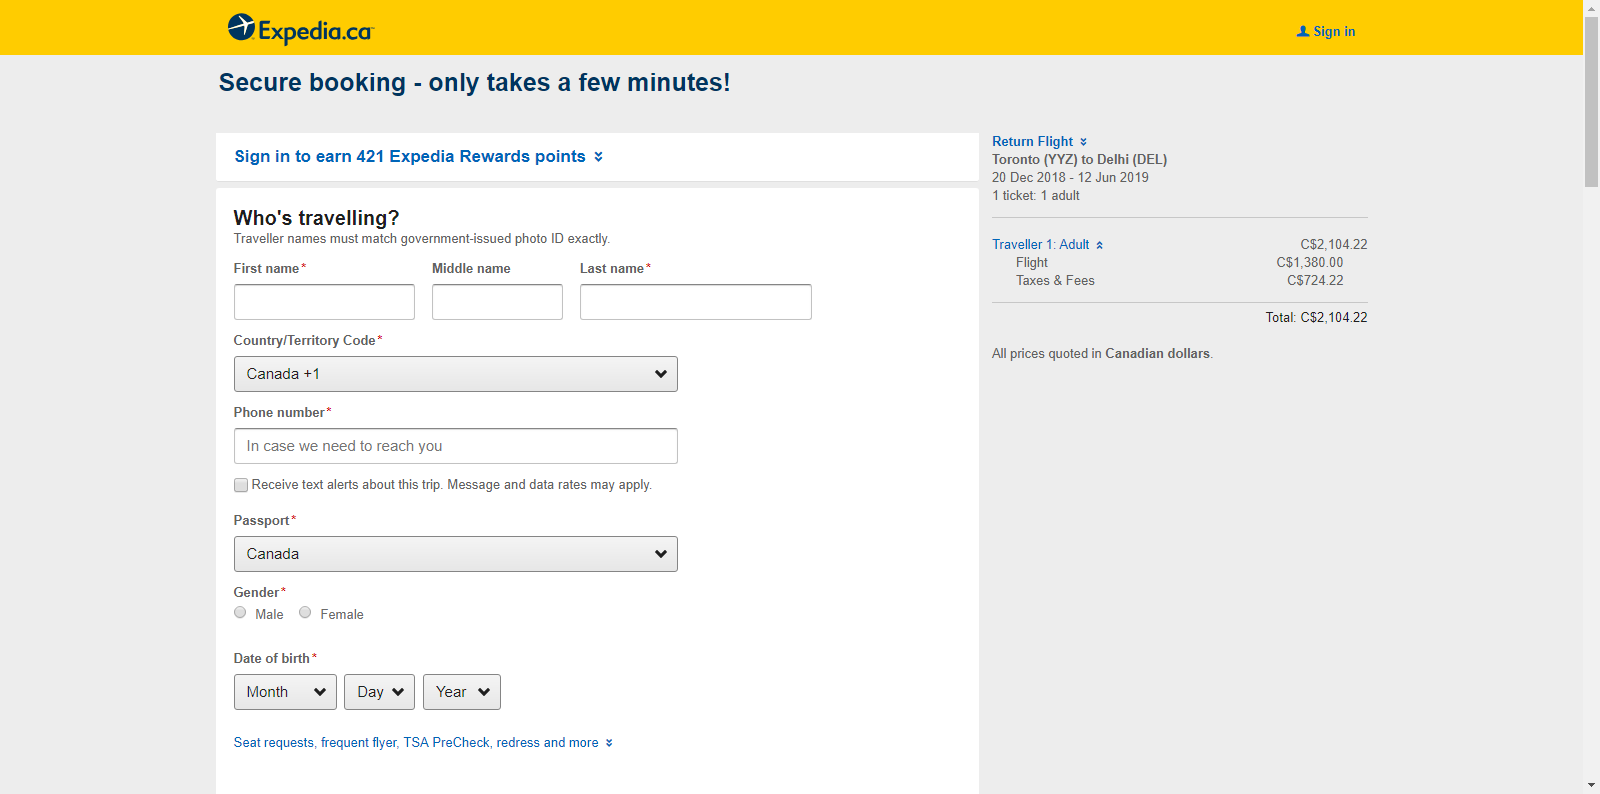 Expedia.ca
Sign in
Secure booking - only takes a few minutes!
Sign in to earn 421 Expedia Rewards points
Who's travelling?
Traveller names must match government-issued photo ID exactly.
First name* Middle name Last name*
Country/Territory Code*
Canada +1
Phone number*
In case we need to reach you
Receive text alerts about this trip. Message and data rates may apply.
Passport*
Canada
Gender*
Male Female
Date of birth*
Month Day Year
Seat requests, frequent flyer, TSA PreCheck, redress and more
Return Flight
Toronto (YYZ) to Delhi (DEL)
20 Dec 2018 - 12 Jun 2019
1 ticket: 1 adult
Traveller 1: Adult C$2,104.22
Flight C$1,380.00
Taxes & Fees C$724.22
Total: C$2,104.22
All prices quoted in Canadian dollars.